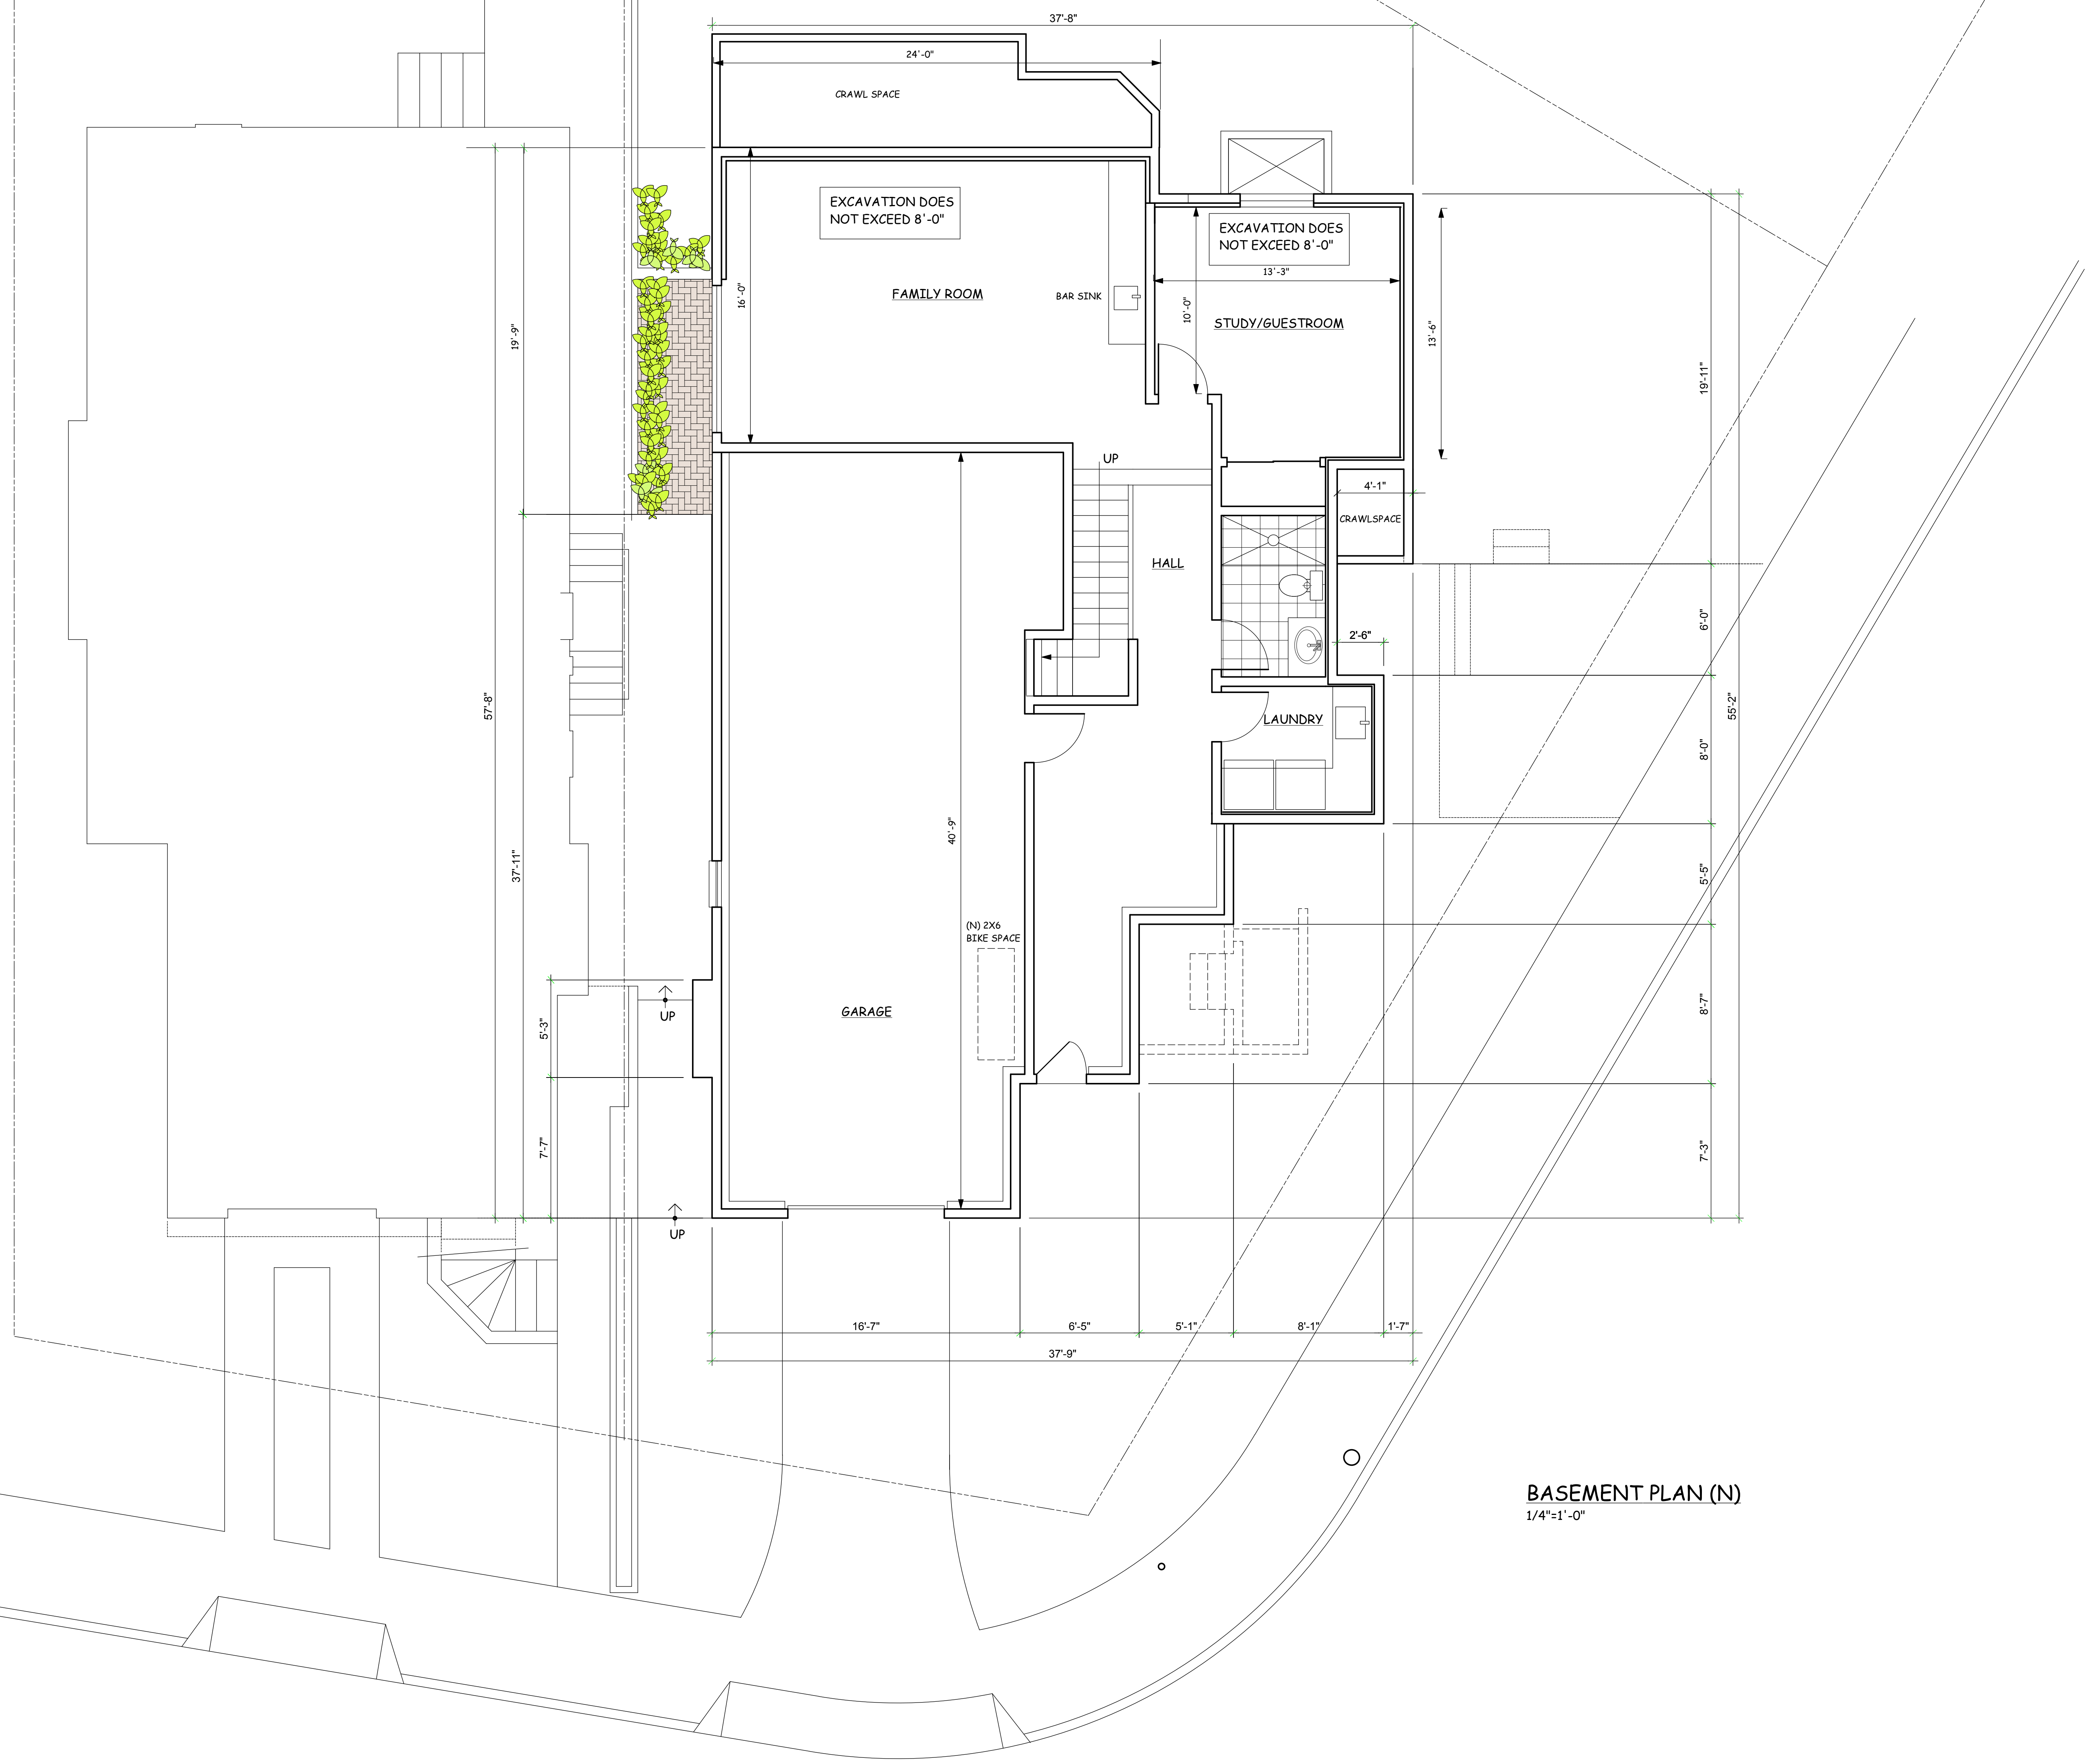 37'-8"
24'-0"
CRAWL SPACE
EXCAVATION DOES
NOT EXCEED 8'-0"
EXCAVATION DOES
NOT EXCEED 8'-0"
13'-3"
FAMILY ROOM
BAR SINK
16'-0"
10'-0"
STUDY/GUESTROOM
13'-6"
19'-9"
19'-11"
UP
4'-1"
CRAWLSPACE
HALL
6'-0"
2'-6"
57'-8"
55'-2"
LAUNDRY
8'-0"
40'-9"
37'-11"
5'-5"
(N) 2X6
BIKE SPACE
GARAGE
8'-7"
UP
5'-3"
7'-7"
7'-3"
UP
16'-7"
6'-5"
5'-1"
8'-1"
1'-7"
37'-9"
BASEMENT PLAN (N)
1/4"=1'-0"